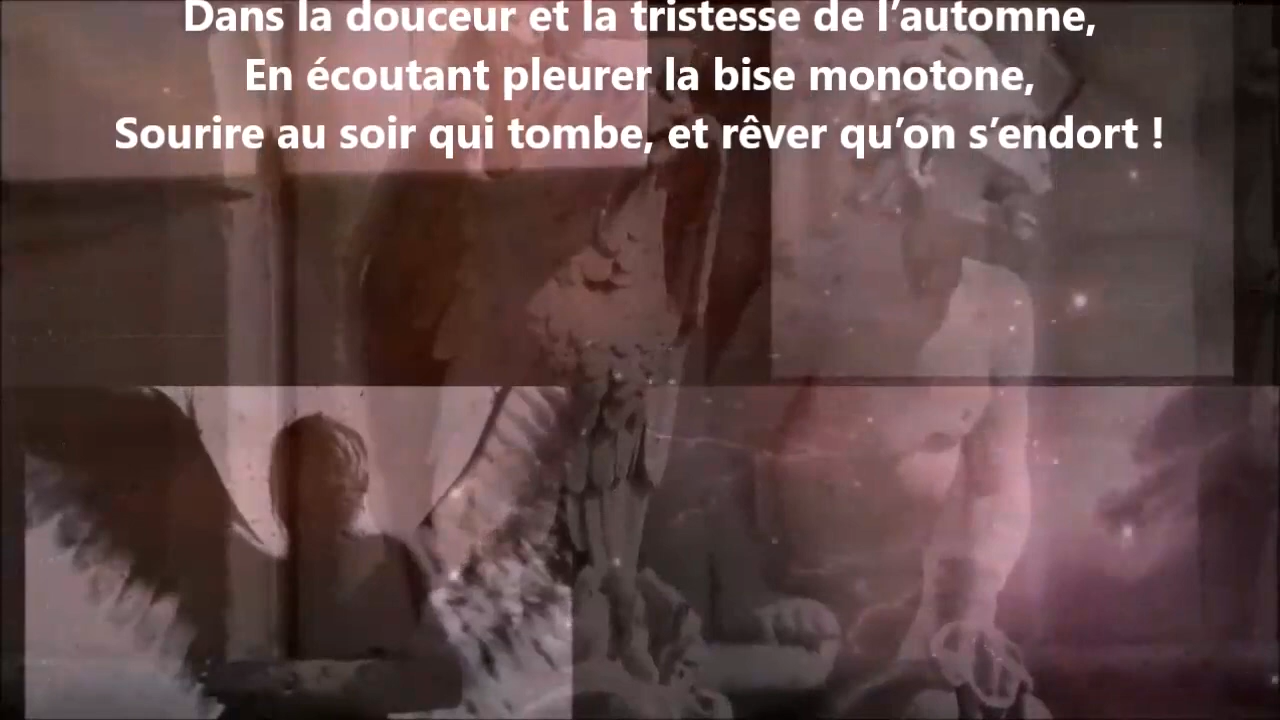 Dans la douceur et la tristesse de l’automne,
En écoutant pleurer la bise monotone,
Sourire au soir qui tombe, et rêver qu’on s’endort !